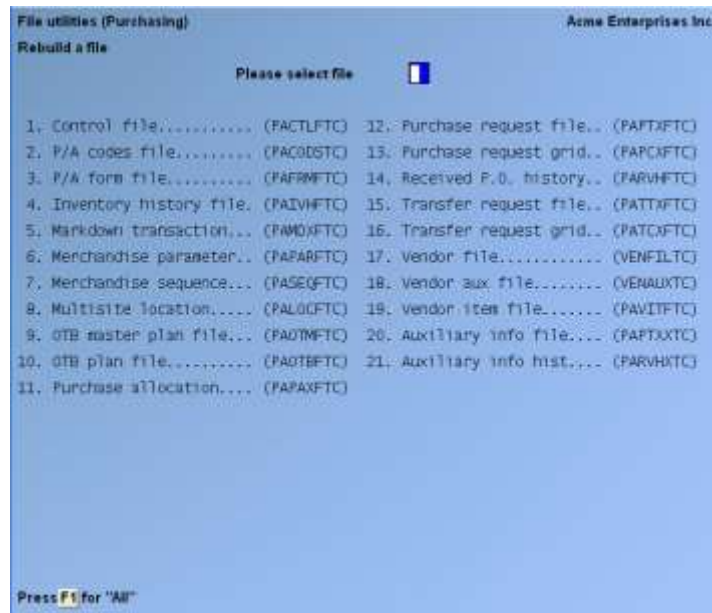 File utilities (Purchasing) Acme Enterprises Inc
Rebuild a file
Please select file
1. Control file........... (PACTLFTC) 12. Purchase request file.. (PAPTXFTC)
2. P/A codes file......... (PACODSTC) 13. Purchase request grid.. (PAPCXFTC)
3. P/A form file.......... (PAFRMFTC) 14. Received P.O. history.. (PARVHFTC)
4. Inventory history file. (PAIVHFTC) 15. Transfer request file.. (PATTXFTC)
5. Markdown transaction... (PAMDXFTC) 16. Transfer request grid.. (PATCXFTC)
6. Merchandise parameter.. (PAPARFTC) 17. Vendor file............ (VENFILTC)
7. Merchandise sequence... (PASEQFTC) 18. Vendor aux file........ (VENAUXTC)
8. Multisite location..... (PALOCFTC) 19. Vendor item file....... (PAVITFTC)
9. OTB master plan file... (PAOTMFTC) 20. Auxiliary info file.... (PAPTXXTC)
10. OTB plan file.......... (PAOTBFTC) 21. Auxiliary info hist.... (PARVHXTC)
11. Purchase allocation.... (PAPAXFTC)
Press F1 for "All"